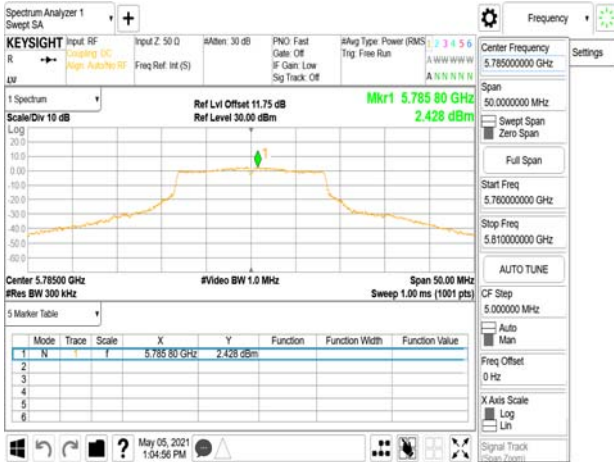 Spectrum Analyzer 1
Swept SA
+
Frequency
KEYSIGHT
Input: RF
Coupling: DC
Align: Auto/No RF
Input Z: 50 Ω
Freq Ref: Int (S)
#Atten: 30 dB
PNO: Fast
Gate: Off
IF Gain: Low
Sig Track: Off
#Avg Type: Power (RMS
Trig: Free Run
1 2 3 4 5 6
A WW WW WW
A N N N N N
R
LVI
Center Frequency
5.785000000 GHz
Settings
Span
50.0000000 MHz
Swept Span
Zero Span
Full Span
Start Freq
5.760000000 GHz
Stop Freq
5.810000000 GHz
AUTO TUNE
CF Step
5.000000 MHz
Auto
Man
Freq Offset
0 Hz
X Axis Scale
Log
Lin
Signal Track
(Span Zoom)
1 Spectrum
Scale/Div 10 dB
Ref Lvl Offset 11.75 dB
Ref Level 30.00 dBm
Mkr1 5.785 80 GHz
2.428 dBm
Log
20.0
10.0
0.00
-10.0
-20.0
-30.0
-40.0
-50.0
-60.0
1
Center 5.78500 GHz
#Res BW 300 kHz
#Video BW 1.0 MHz
Span 50.00 MHz
Sweep 1.00 ms (1001 pts)
5 Marker Table
Mode Trace Scale X Y Function Function Width Function Value
1 N 1 f 5.785 80 GHz 2.428 dBm
2
3
4
5
6
?
May 05, 2021
1:04:56 PM